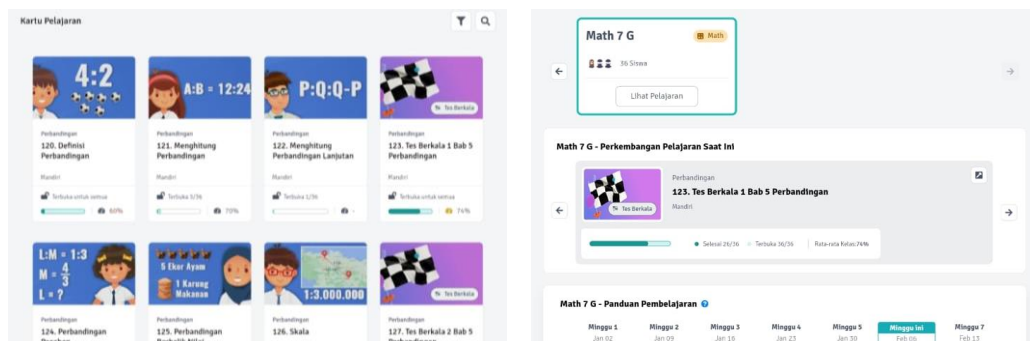 Kartu Pelajaran
4:2
Perbandingan
120. Definisi
Perbandingan
Mandiri
Terbuka untuk semua
60%
A:B = 12:24
Perbandingan
121. Menghitung
Perbandingan
Mandiri
Terbuka 5/36
70%
P:Q:Q-P
Perbandingan
122. Menghitung
Perbandingan Lanjutan
Mandiri
Terbuka 1/36
-
Tes Berkala
Perbandingan
123. Tes Berkala 1 Bab 5
Perbandingan
Mandiri
Terbuka untuk semua
74%
L:M = 1:3
M = 4/3
L = ?
Perbandingan
124. Perbandingan
5 Ekor Ayam
1 Karung
Makanan
Perbandingan
125. Perbandingan
Berbalik Nilai
1:3.000.000
Perbandingan
126. Skala
Tes Berkala
Perbandingan
127. Tes Berkala 2 Bab 5
Perbandingan
Math 7 G
Math
36 Siswa
Lihat Pelajaran
Math 7 G - Perkembangan Pelajaran Saat Ini
Tes Berkala
Perbandingan
123. Tes Berkala 1 Bab 5 Perbandingan
Mandiri
Selesai 26/36
Terbuka 36/36
Rata-rata Kelas:74%
Math 7 G - Panduan Pembelajaran
Minggu 1 Minggu 2 Minggu 3 Minggu 4 Minggu 5 Minggu Ini Minggu 7
Jan 02 Jan 09 Jan 16 Jan 23 Jan 30 Feb 06 Feb 13